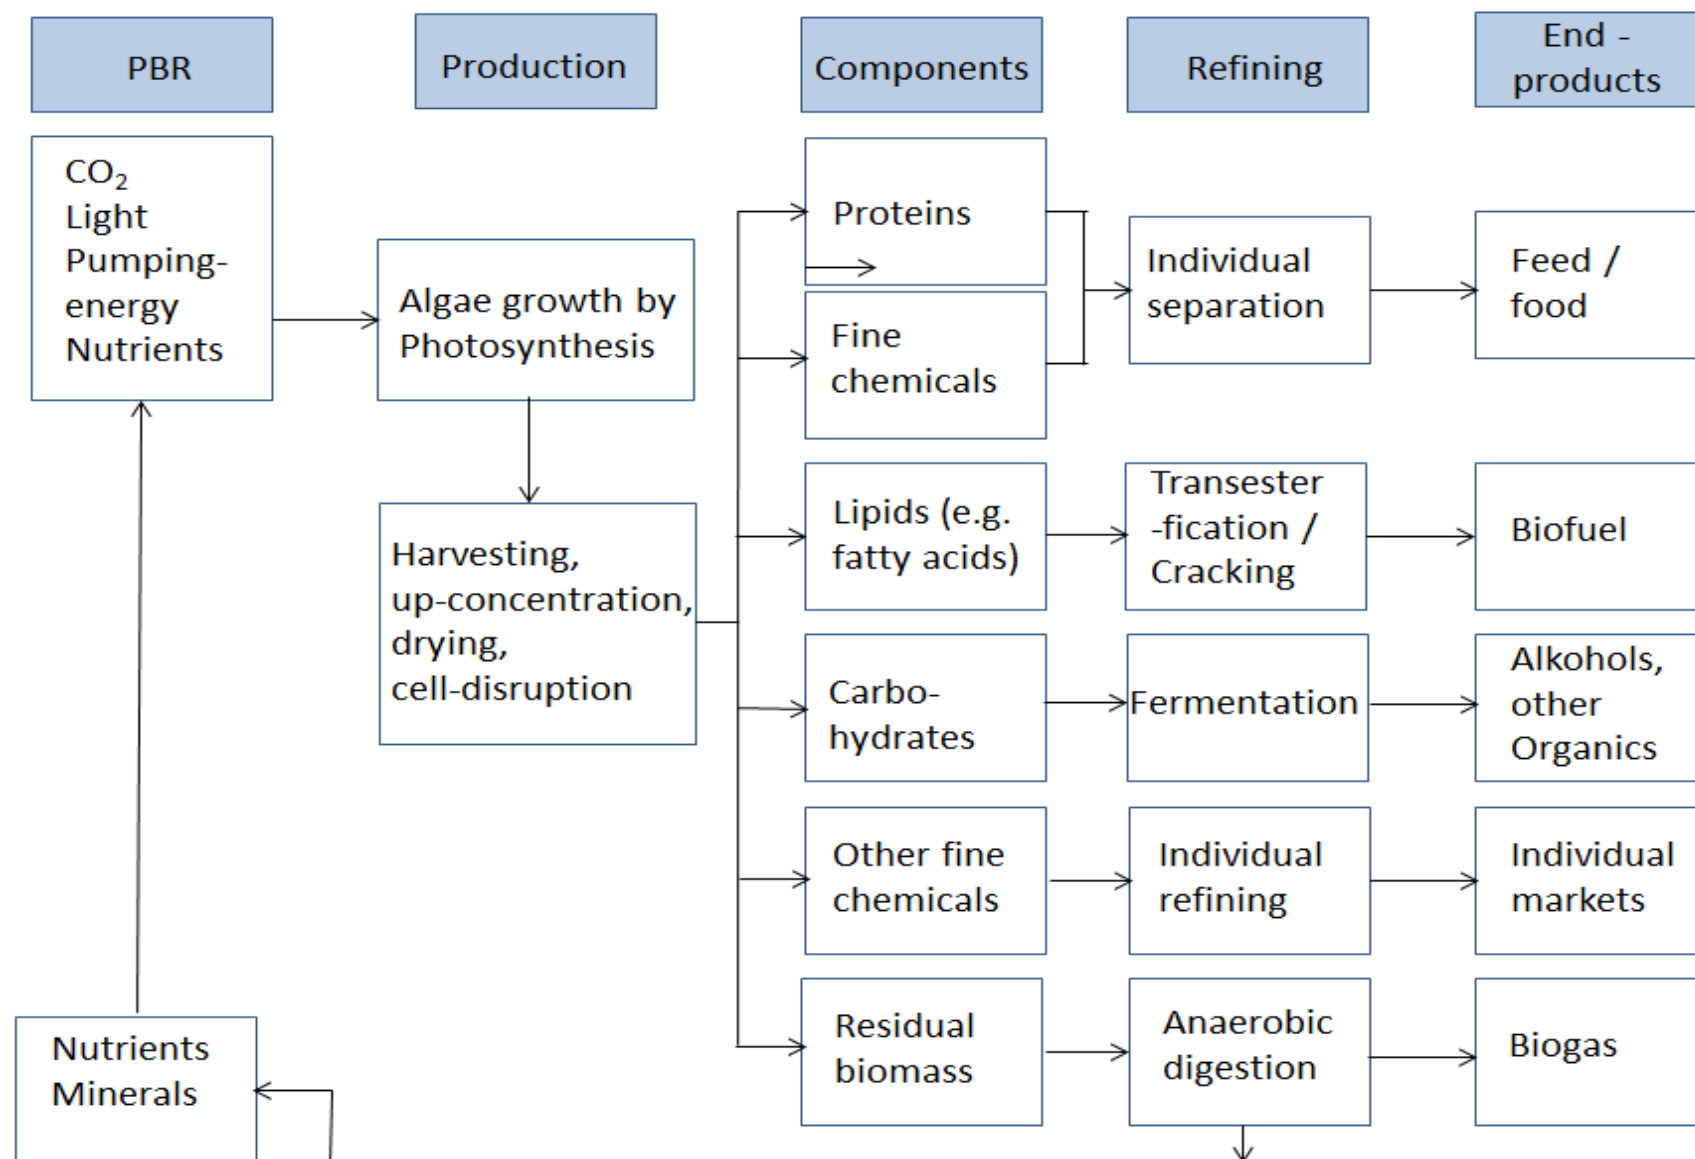 PBR
Production
Components
Refining
End -
products
CO₂
Light
Pumping-
energy
Nutrients
Algae growth by
Photosynthesis
Harvesting,
up-concentration,
drying,
cell-disruption
Proteins
Fine
chemicals
Individual
separation
Feed /
food
Lipids (e.g.
fatty acids)
Transester
-fication /
Cracking
Biofuel
Carbo-
hydrates
Fermentation
Alkohols,
other
Organics
Other fine
chemicals
Individual
refining
Individual
markets
Residual
biomass
Anaerobic
digestion
Biogas
Nutrients
Minerals